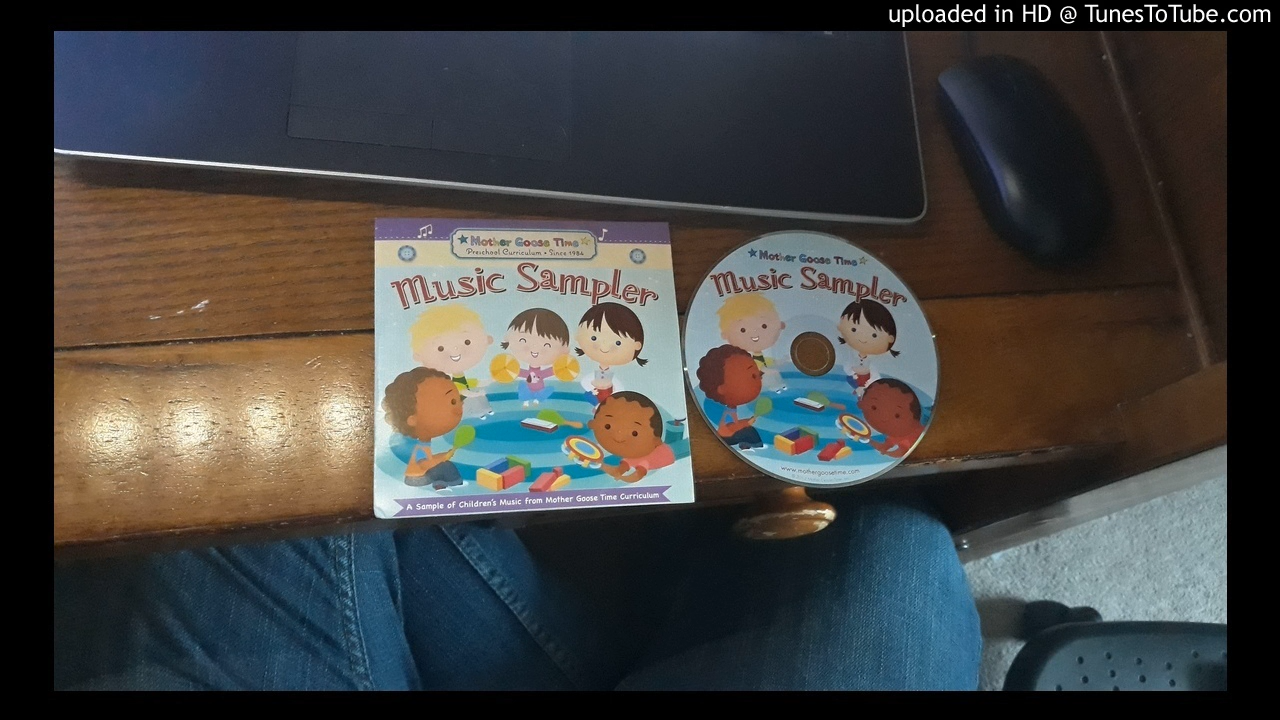 uploaded in HD @ TunesToTube.com
Mother Goose Time
Preschool Curriculum • Since 1984
Music Sampler
A Sample of Children's Music from Mother Goose Time Curriculum
Mother Goose Time
Music Sampler
www.mothergoosetime.com